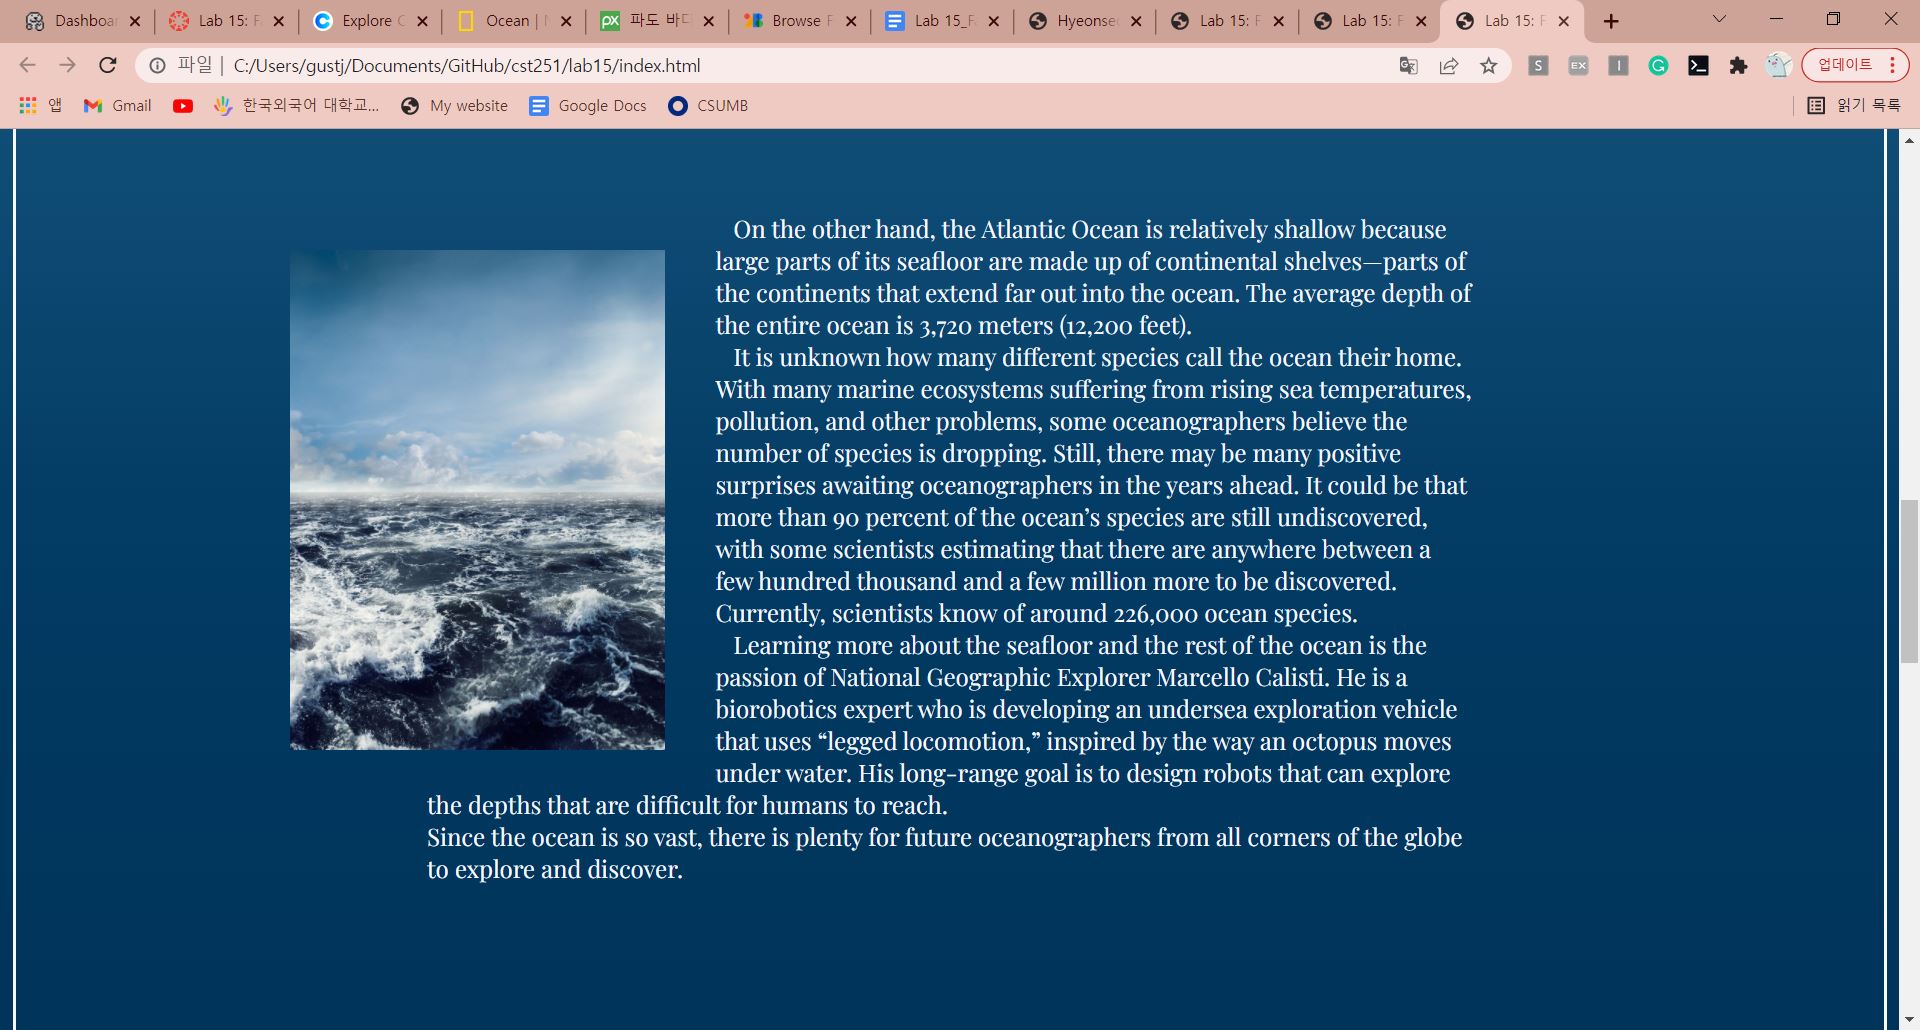 Dashboar
Lab 15: F
Explore C
Ocean |
파도 바디
Browse F
Lab 15_F
Hyeonse
Lab 15: F
Lab 15: F
Lab 15: F
파일 | C:/Users/gustj/Documents/GitHub/cst251/lab15/index.html
S
EX
I
업데이트
앱
Gmail
한국외국어 대학교...
My website
Google Docs
CSUMB
읽기 목록
On the other hand, the Atlantic Ocean is relatively shallow because
large parts of its seafloor are made up of continental shelves—parts of
the continents that extend far out into the ocean. The average depth of
the entire ocean is 3,720 meters (12,200 feet).
It is unknown how many different species call the ocean their home.
With many marine ecosystems suffering from rising sea temperatures,
pollution, and other problems, some oceanographers believe the
number of species is dropping. Still, there may be many positive
surprises awaiting oceanographers in the years ahead. It could be that
more than 90 percent of the ocean’s species are still undiscovered,
with some scientists estimating that there are anywhere between a
few hundred thousand and a few million more to be discovered.
Currently, scientists know of around 226,000 ocean species.
Learning more about the seafloor and the rest of the ocean is the
passion of National Geographic Explorer Marcello Calisti. He is a
biorobotics expert who is developing an undersea exploration vehicle
that uses “legged locomotion,” inspired by the way an octopus moves
under water. His long-range goal is to design robots that can explore
the depths that are difficult for humans to reach.
Since the ocean is so vast, there is plenty for future oceanographers from all corners of the globe
to explore and discover.